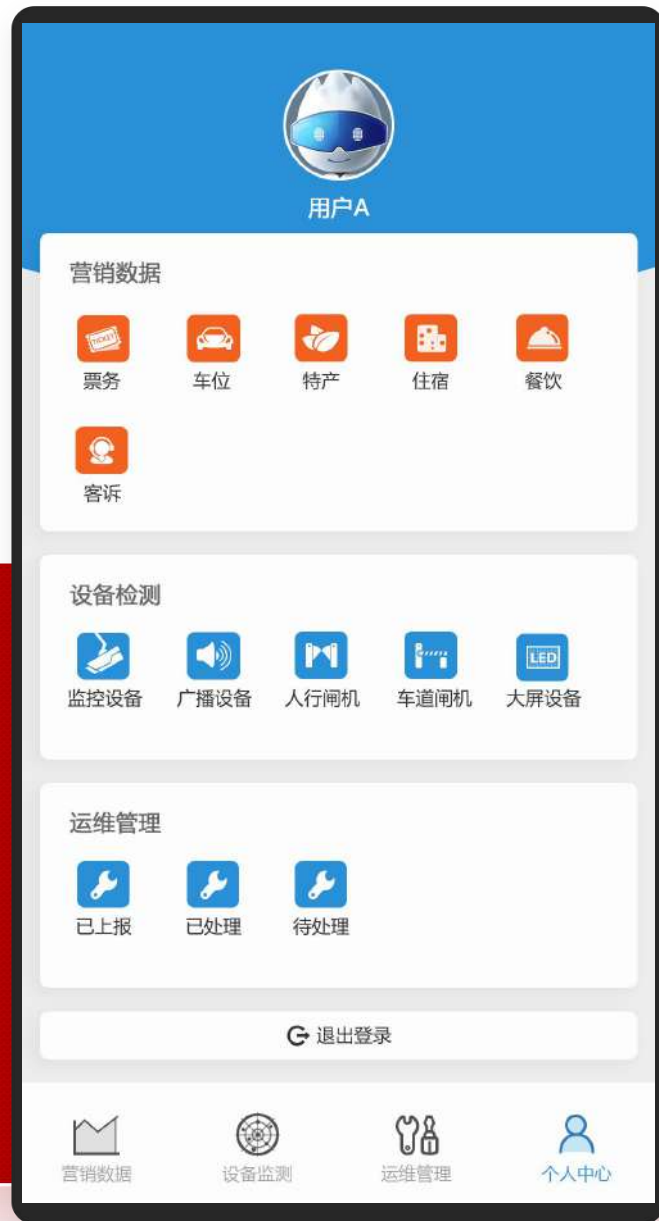 用户A
营销数据
TICKET
票务 车位 特产 住宿 餐饮
客诉
设备检测
LED
监控设备 广播设备 人行闸机 车道闸机 大屏设备
运维管理
已上报 已处理 待处理
退出登录
营销数据 设备监测 运维管理 个人中心